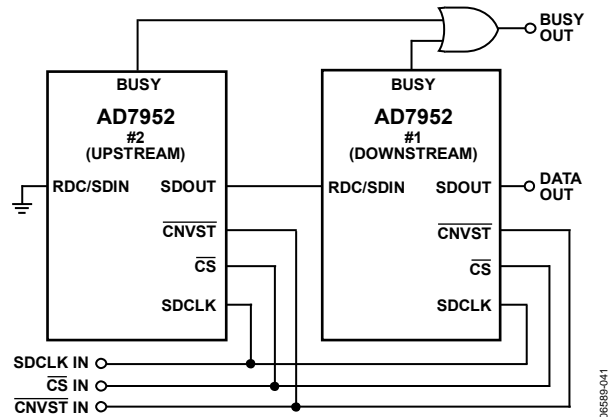 BUSY
OUT
BUSY
AD7952
#2
(UPSTREAM)
RDC/SDIN
SDOUT
CNVST
CS
SDCLK
BUSY
AD7952
#1
(DOWNSTREAM)
RDC/SDIN
SDOUT
CNVST
CS
SDCLK
DATA
OUT
SDCLK IN
CS IN
CNVST IN
06589-041